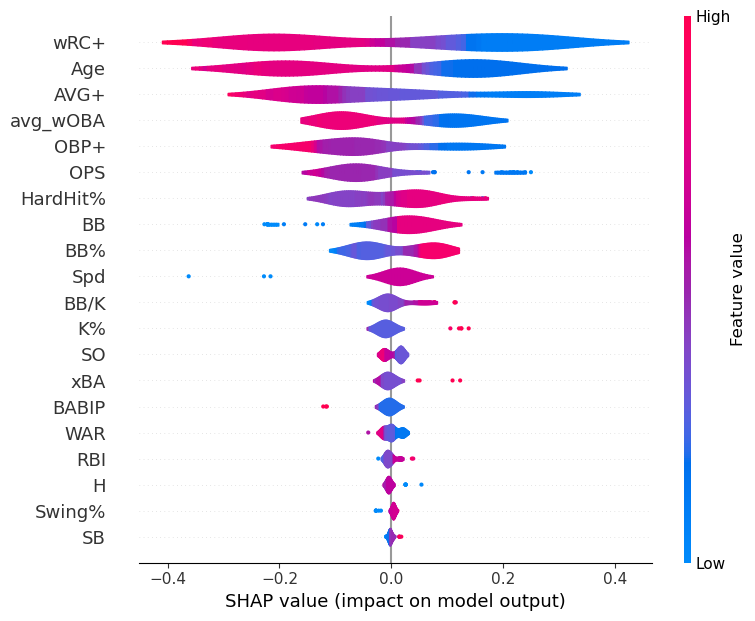 High
wRC+
Age
AVG+
avg_wOBA
OBP+
OPS
HardHit%
BB
BB%
Spd
BB/K
K%
SO
xBA
BABIP
WAR
RBI
H
Swing%
SB
Feature value
Low
−0.4 −0.2 0.0 0.2 0.4
SHAP value (impact on model output)